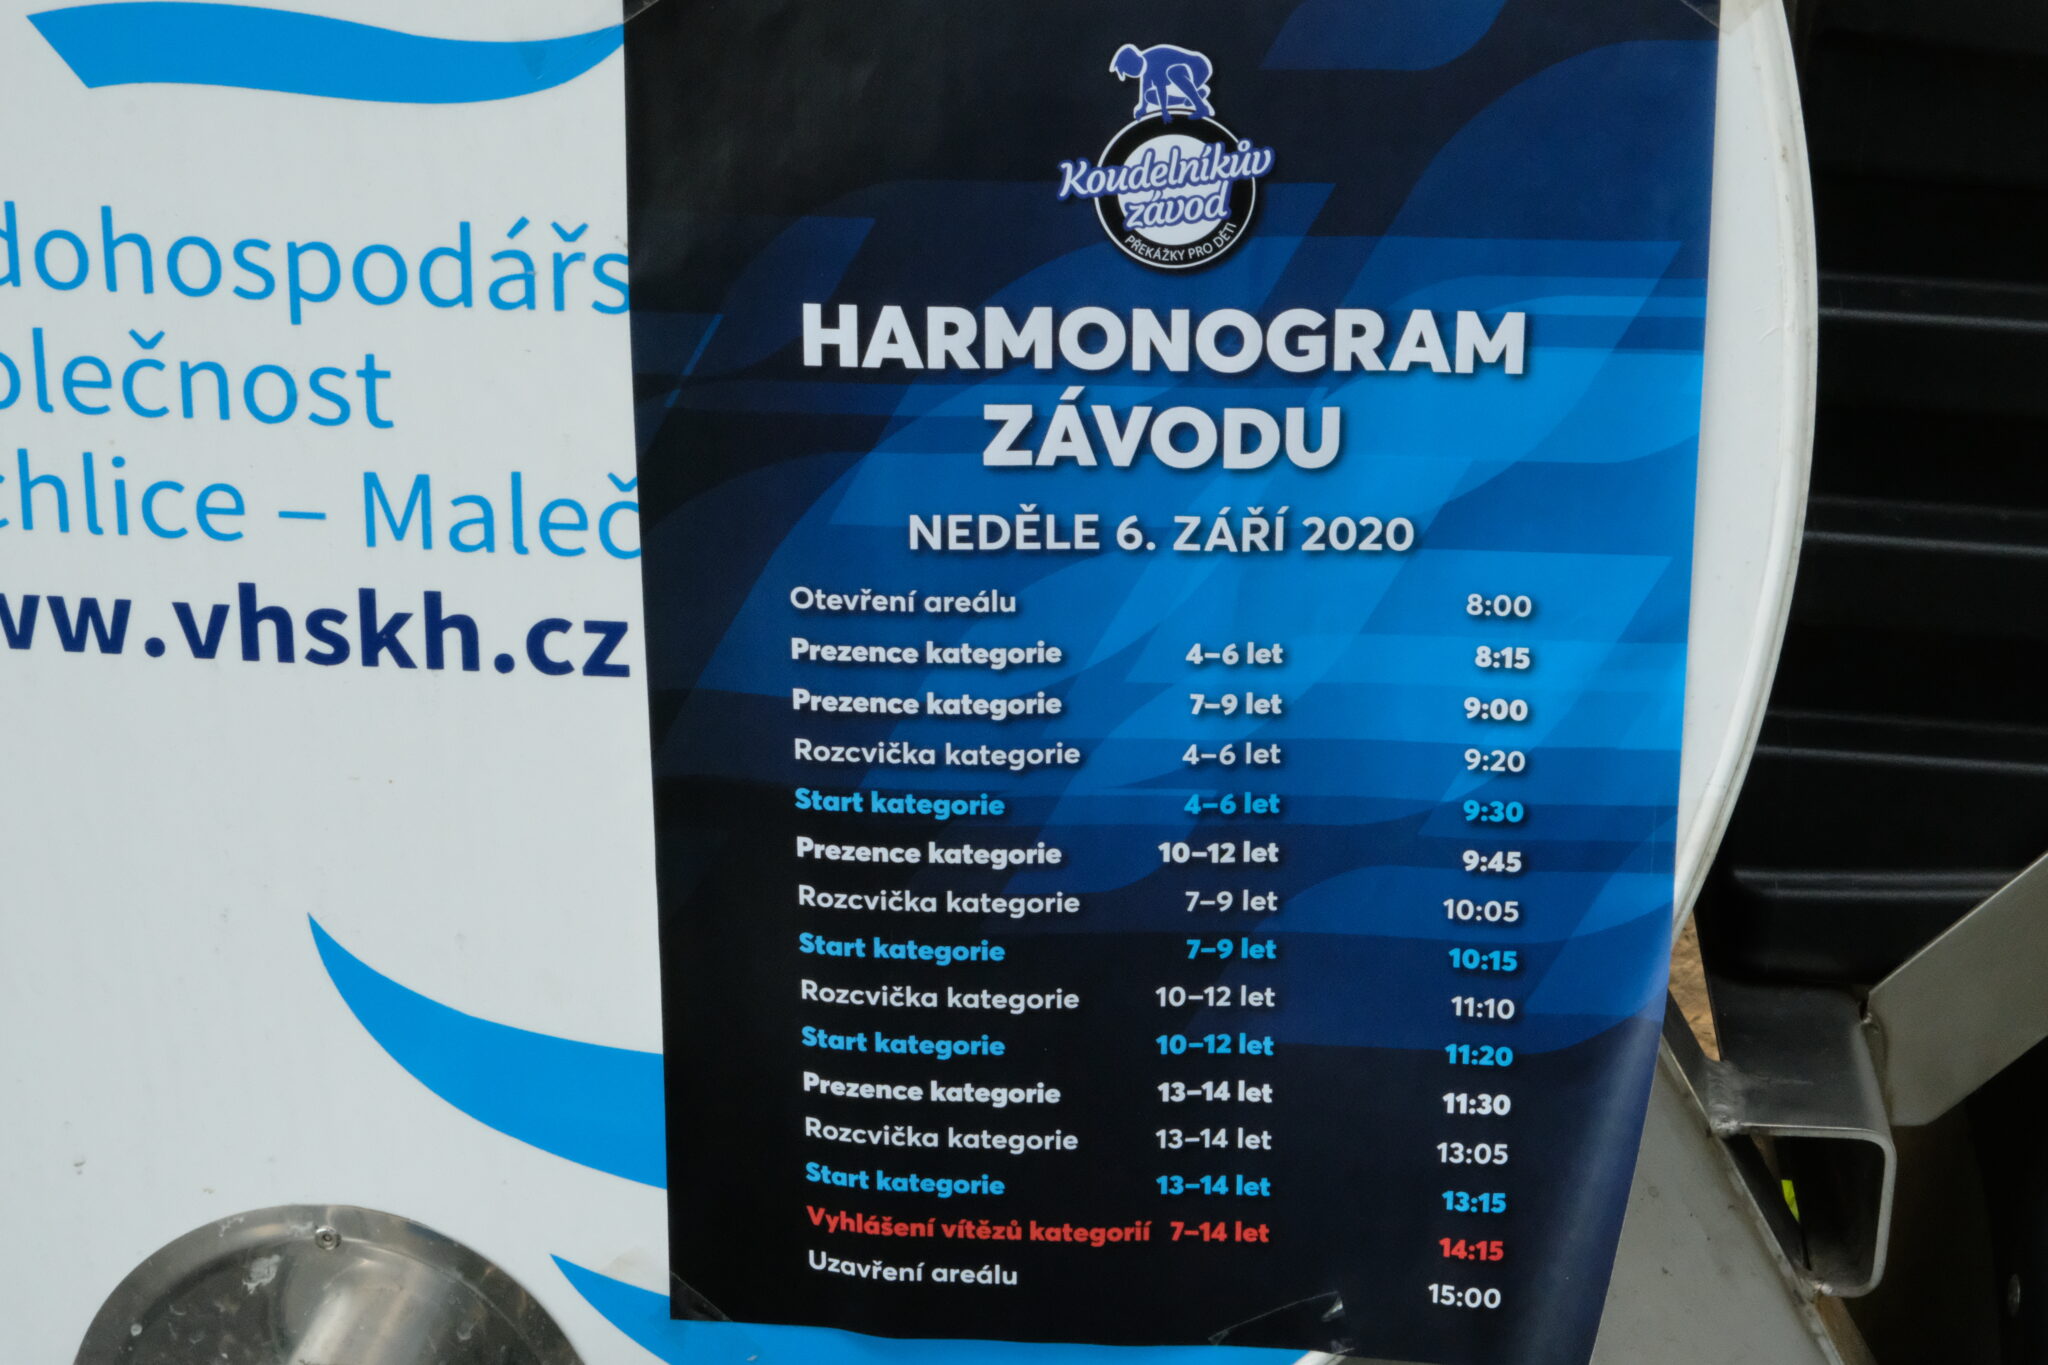 dohospodářs
olečnost
chlice – Maleč
ww.vhskh.cz
Koudelníkův
závod
PŘEKÁŽKY PRO DĚTI
HARMONOGRAM
ZÁVODU
NEDĚLE 6. ZÁŘÍ 2020
Otevření areálu 8:00
Prezence kategorie 4–6 let 8:15
Prezence kategorie 7–9 let 9:00
Rozcvička kategorie 4–6 let 9:20
Start kategorie 4–6 let 9:30
Prezence kategorie 10–12 let 9:45
Rozcvička kategorie 7–9 let 10:05
Start kategorie 7–9 let 10:15
Rozcvička kategorie 10–12 let 11:10
Start kategorie 10–12 let 11:20
Prezence kategorie 13–14 let 11:30
Rozcvička kategorie 13–14 let 13:05
Start kategorie 13–14 let 13:15
Vyhlášení vítězů kategorií 7–14 let 14:15
Uzavření areálu 15:00